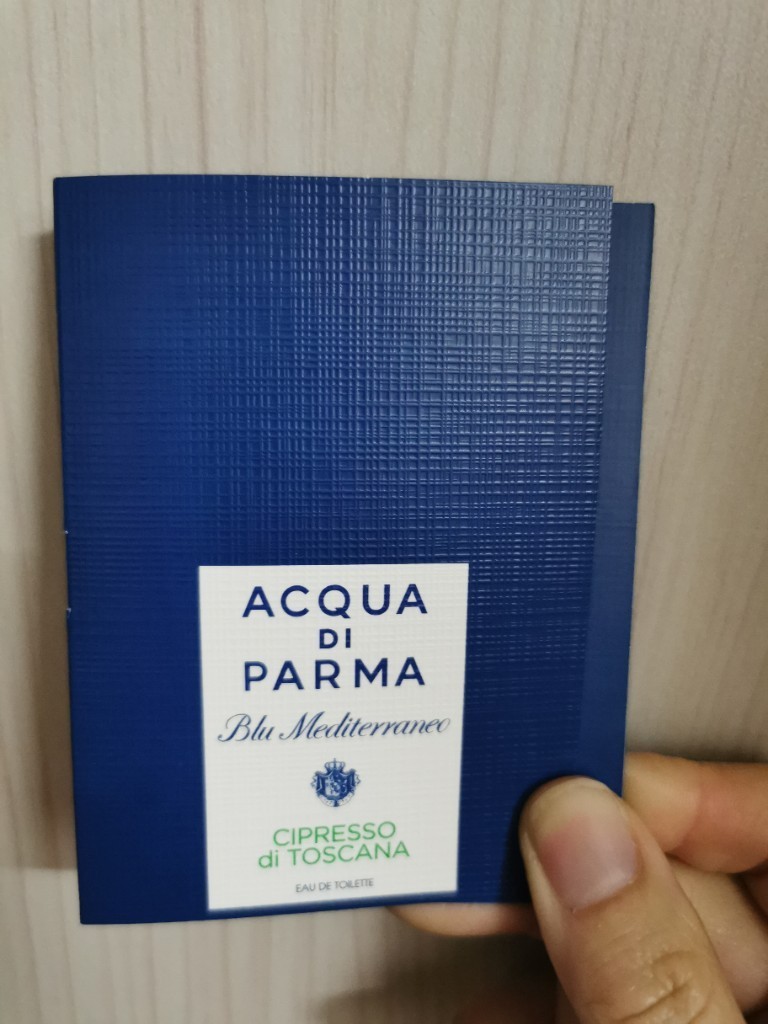 ACQUA
DI
PARMA
Blu Mediterraneo
CIPRESSO
di TOSCANA
EAU DE TOILETTE